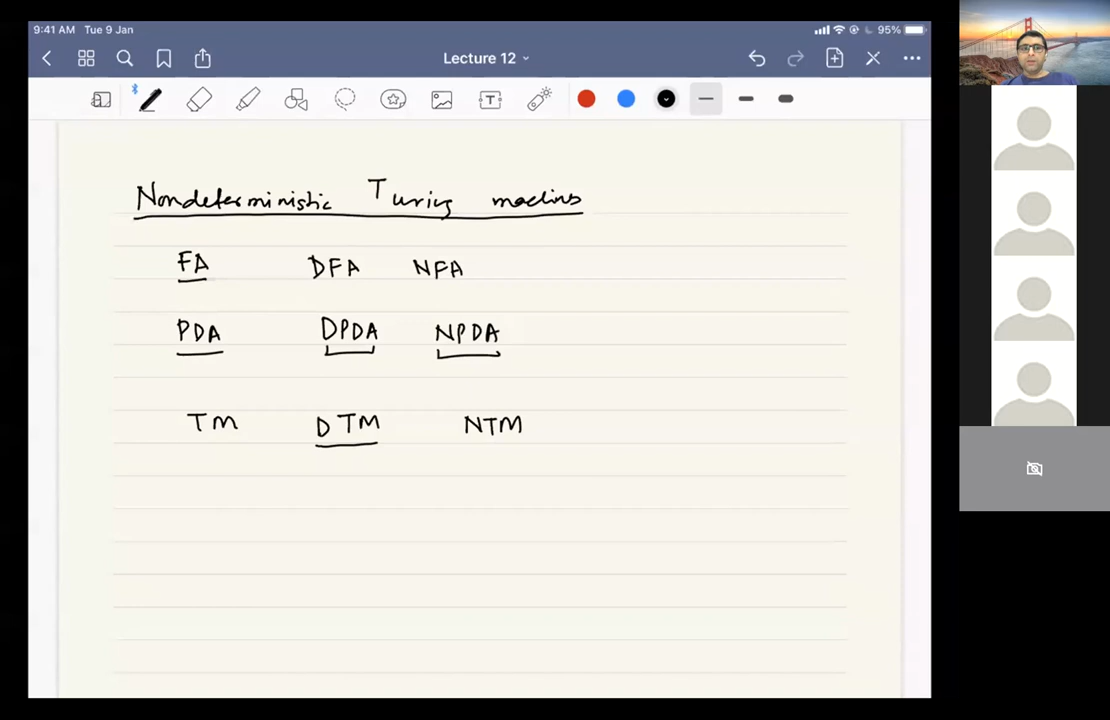 9:41 AM Tue 9 Jan 95%
Lecture 12
T
Nondeterministic Turing machins
FA DFA NFA
PDA DPDA NPDA
TM DTM NTM